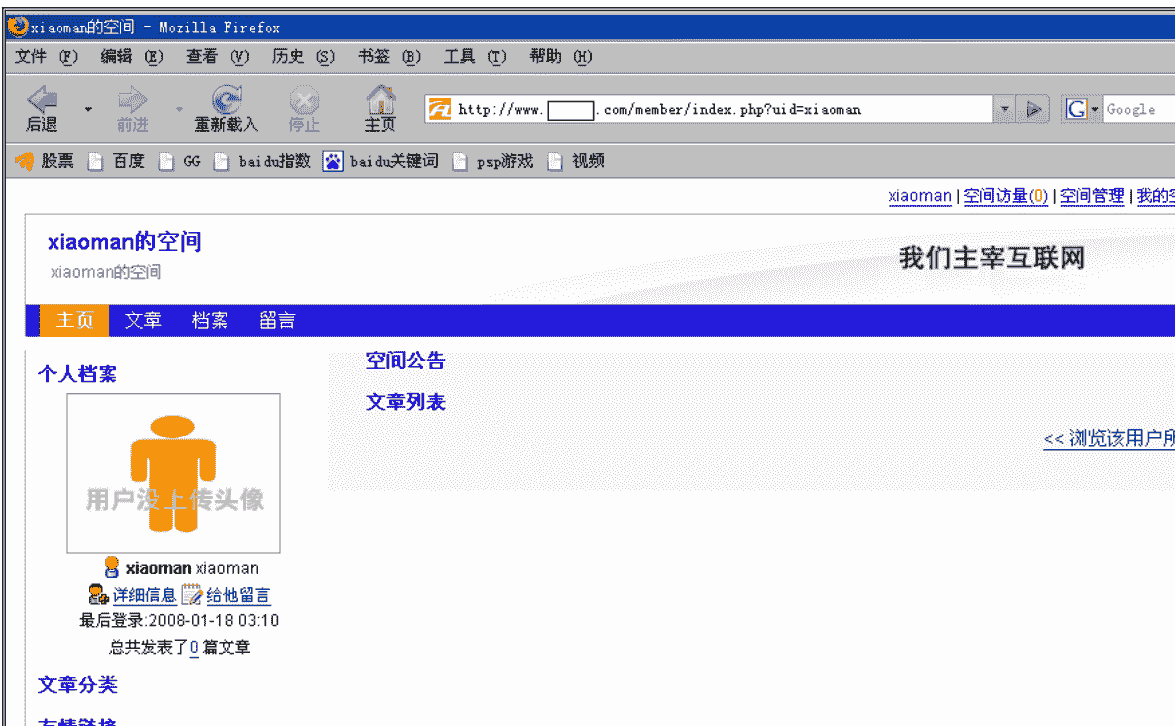 xiaoman的空间 - Mozilla Firefox
文件 (F) 编辑 (E) 查看 (V) 历史 (S) 书签 (B) 工具 (T) 帮助 (H)
后退 前进 重新载入 停止 主页 http://www. .com/member/index.php?uid=xiaoman G Google
股票 百度 GG baidu指数 baidu关键词 psp游戏 视频
xiaoman | 空间访量(0) | 空间管理 | 我的空
xiaoman的空间
xiaoman的空间
我们主宰互联网
主页 文章 档案 留言
空间公告
个人档案
文章列表
<< 浏览该用户所
用户没上传头像
xiaoman xiaoman
详细信息 给他留言
最后登录:2008-01-18 03:10
总共发表了0 篇文章
文章分类
友情链接